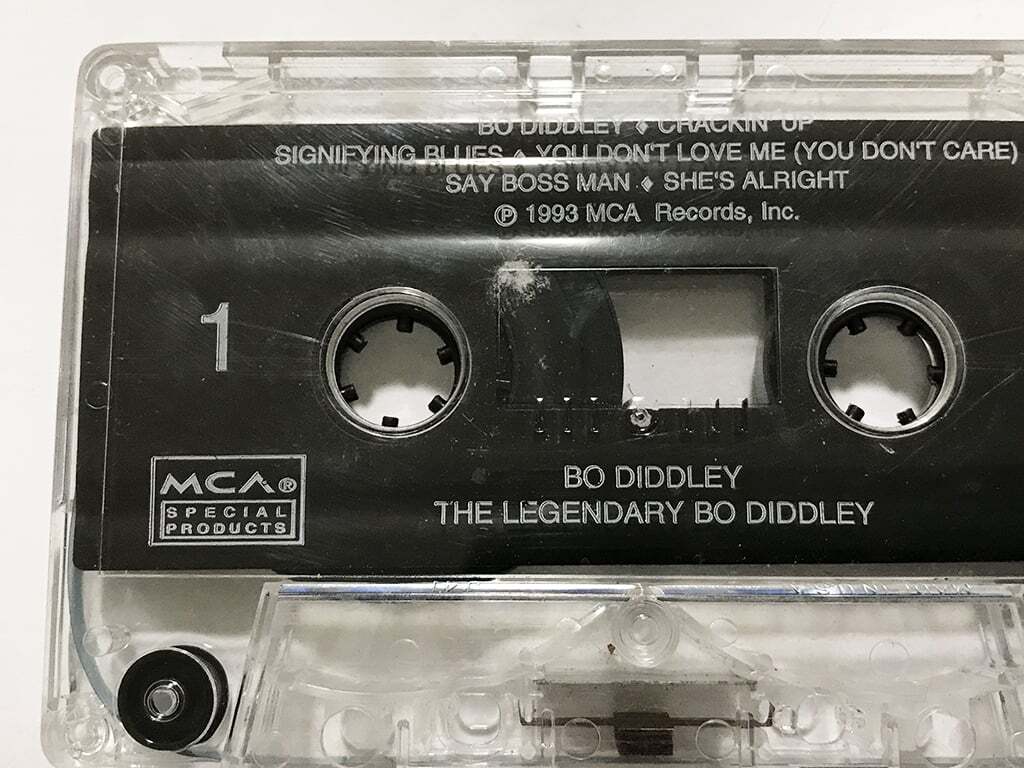 BO DIDDLEY ♦ CRACKIN' UP
SIGNIFYING BLUES ♦ YOU DON'T LOVE ME (YOU DON'T CARE)
SAY BOSS MAN ♦ SHE'S ALRIGHT
℗ 1993 MCA Records, Inc.
1
MCA®
SPECIAL
PRODUCTS
BO DIDDLEY
THE LEGENDARY BO DIDDLEY